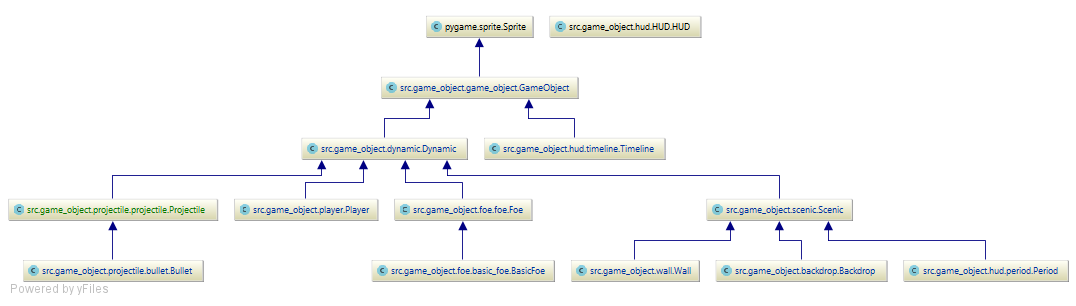 C pygame.sprite.Sprite
C src.game_object.hud.HUD.HUD
C src.game_object.game_object.GameObject
C src.game_object.dynamic.Dynamic
C src.game_object.hud.timeline.Timeline
C src.game_object.projectile.projectile.Projectile
C src.game_object.player.Player
C src.game_object.foe.foe.Foe
C src.game_object.scenic.Scenic
C src.game_object.projectile.bullet.Bullet
C src.game_object.foe.basic_foe.BasicFoe
C src.game_object.wall.Wall
C src.game_object.backdrop.Backdrop
C src.game_object.hud.period.Period
Powered by yFiles